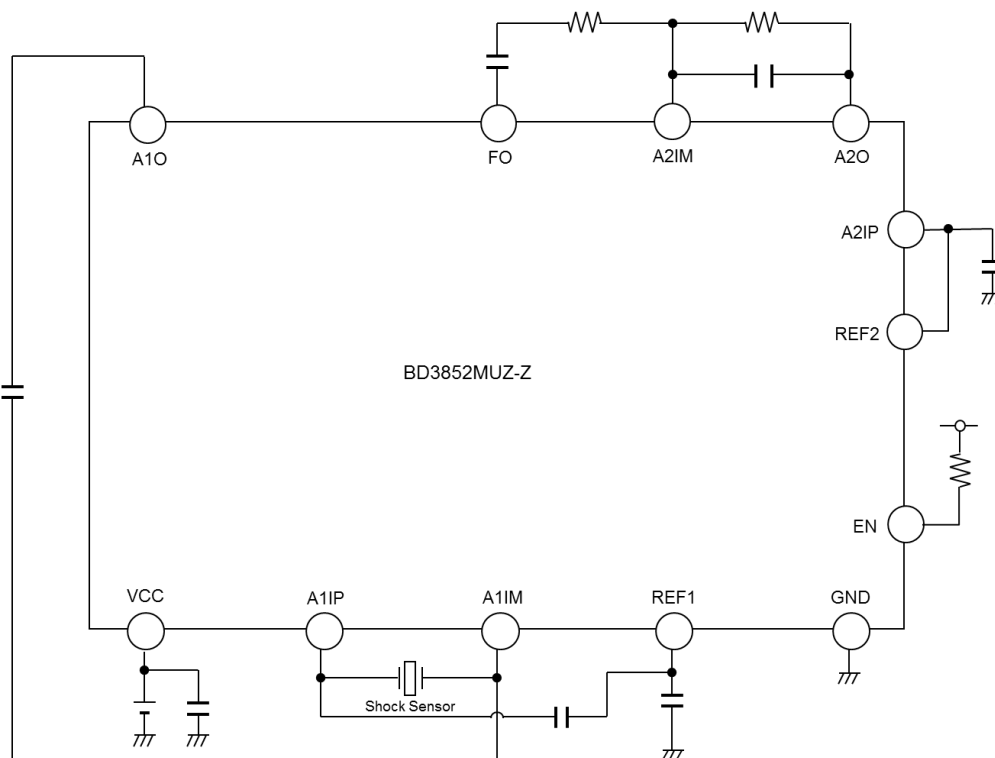 A1O
FO
A2IM
A2O
A2IP
REF2
BD3852MUZ-Z
EN
VCC
A1IP
A1IM
REF1
GND
Shock Sensor